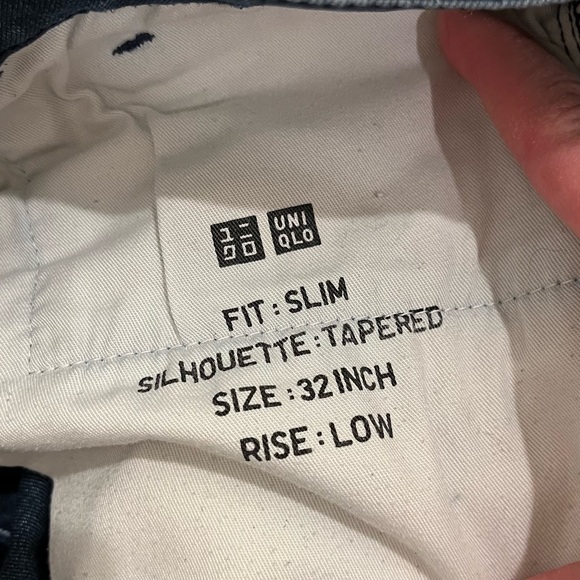 ユニ UNI
クロ QLO
FIT : SLIM
SILHOUETTE : TAPERED
SIZE : 32 INCH
RISE : LOW